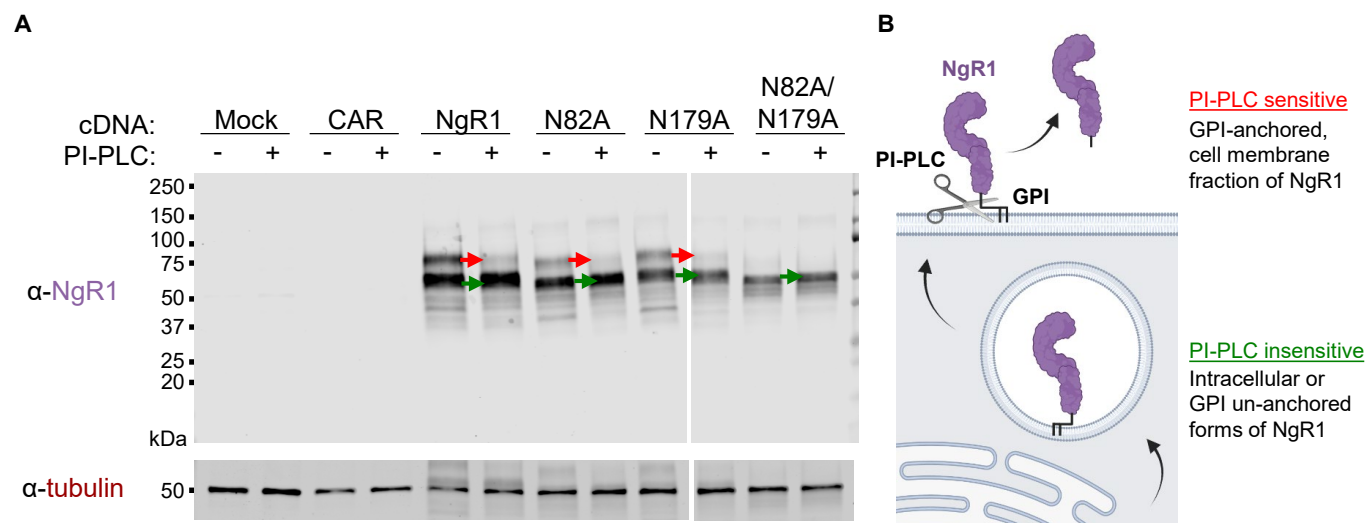 A
cDNA: Mock CAR NgR1 N82A N179A N82A/
N179A
PI-PLC: - + - + - + - + - + - +
250
150
100
75
50
37
25
20
kDa
α-NgR1
α-tubulin 50
B
NgR1
PI-PLC
GPI
PI-PLC sensitive
GPI-anchored,
cell membrane
fraction of NgR1
PI-PLC insensitive
Intracellular or
GPI un-anchored
forms of NgR1